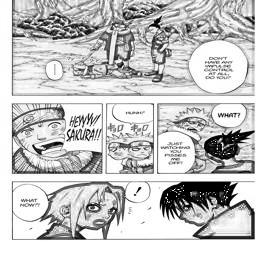 DON'T
HAVE ANY
IMPULSE
CONTROL
AT ALL,
DO YOU?
HEYYY!
SAKURA!!
HUHH?
WHAT?
JUST
WATCHING
YOU
PISSES
ME
OFF!
WHAT
NOW?!
!